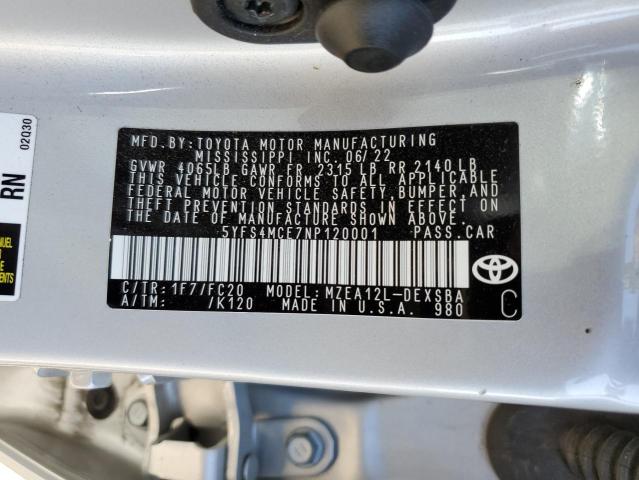 MFD. BY: TOYOTA MOTOR MANUFACTURING
MISSISSIPPI INC. 06/22
GVWR 4065LB GAWR FR 2315 LB RR 2140 LB
THIS VEHICLE CONFORMS TO ALL APPLICABLE
FEDERAL MOTOR VEHICLE SAFETY, BUMPER, AND
THEFT PREVENTION STANDARDS IN EFFECT ON
THE DATE OF MANUFACTURE SHOWN ABOVE.
5YFS4MCE7NP120001 PASS.CAR
C/TR: 1F7/FC20 MODEL: MZEA12L-DEXSBA
A/TM: /K120 MADE IN U.S.A. 980
TOYOTA
C
02Q30
RN